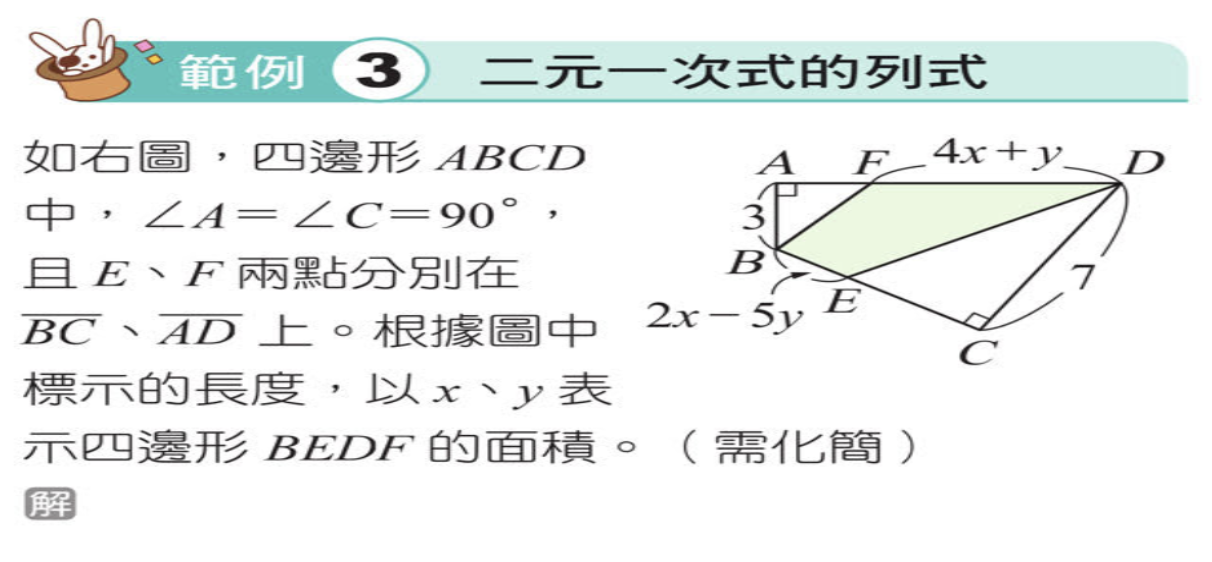 範例 3 二元一次式的列式
如右圖，四邊形 ABCD
中，∠A＝∠C＝90°，
且 E、F 兩點分別在
\overline{BC}、\overline{AD} 上。根據圖中
標示的長度，以 x、y 表
示四邊形 BEDF 的面積。（需化簡）
解
A F 4x＋y D
3
B
7
2x－5y E
C